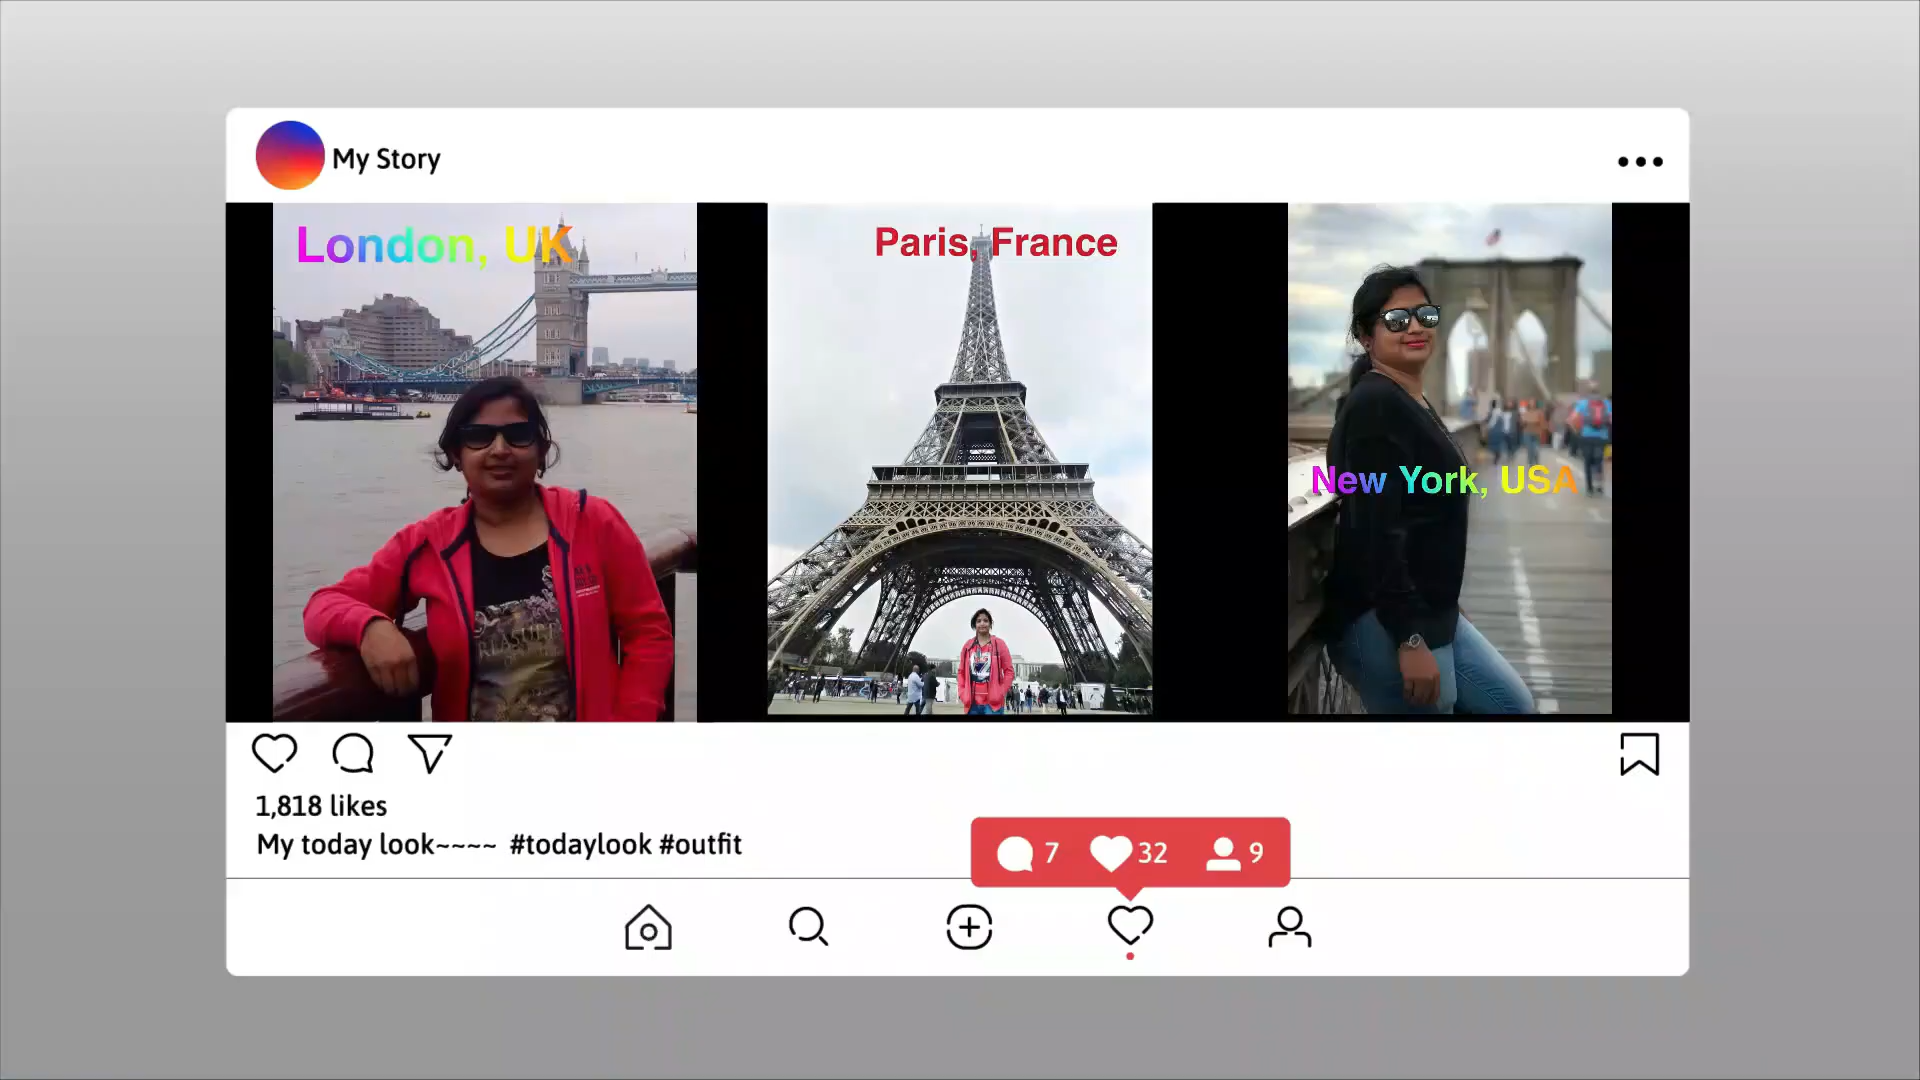 My Story
London, UK
Paris, France
New York, USA
1,818 likes
My today look~~~~ #todaylook #outfit
7 32 9